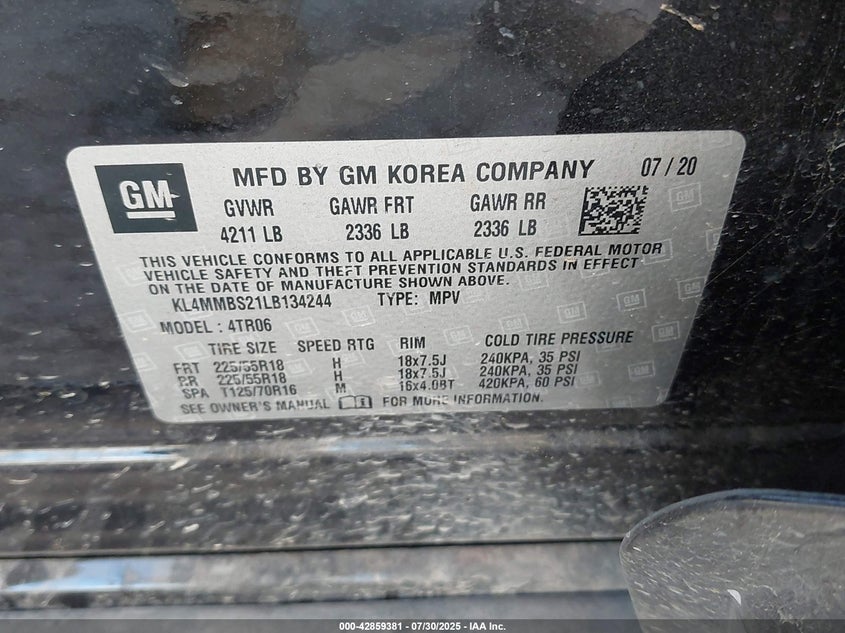 GM
MFD BY GM KOREA COMPANY 07 / 20
GVWR GAWR FRT GAWR RR
4211 LB 2336 LB 2336 LB
THIS VEHICLE CONFORMS TO ALL APPLICABLE U.S. FEDERAL MOTOR
VEHICLE SAFETY AND THEFT PREVENTION STANDARDS IN EFFECT
ON THE DATE OF MANUFACTURE SHOWN ABOVE.
KL4MMBS21LB134244 TYPE: MPV
MODEL : 4TR06
TIRE SIZE SPEED RTG RIM COLD TIRE PRESSURE
FRT 225/55R18 H 18x7.5J 240KPA, 35 PSI
RR 225/55R18 H 18x7.5J 240KPA, 35 PSI
SPA T125/70R16 M 16x4.0BT 420KPA, 60 PSI
SEE OWNER'S MANUAL FOR MORE INFORMATION.
000-42859381 | 07/30/2025 | IAA Inc.